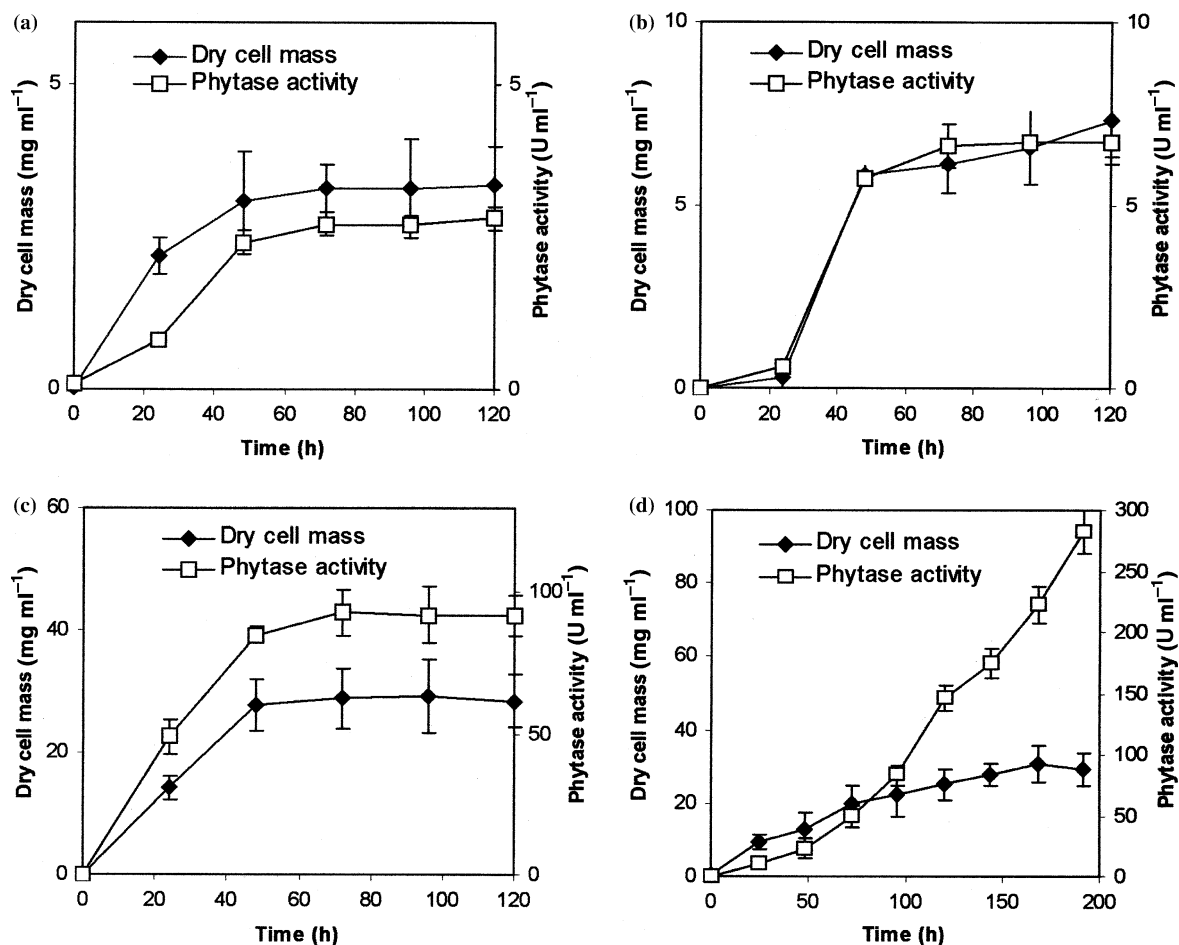 (a)
Dry cell mass
Phytase activity
5
0
5
0
0 20 40 60 80 100 120
Dry cell mass (mg ml⁻¹)
Phytase activity (U ml⁻¹)
Time (h)
(b)
Dry cell mass
Phytase activity
10
5
0
10
5
0
0 20 40 60 80 100 120
Dry cell mass (mg ml⁻¹)
Phytase activity (U ml⁻¹)
Time (h)
(c)
Dry cell mass
Phytase activity
60
40
20
0
100
50
0
0 20 40 60 80 100 120
Dry cell mass (mg ml⁻¹)
Phytase activity (U ml⁻¹)
Time (h)
(d)
Dry cell mass
Phytase activity
100
80
60
40
20
0
300
250
200
150
100
50
0
0 50 100 150 200
Dry cell mass (mg ml⁻¹)
Phytase activity (U ml⁻¹)
Time (h)